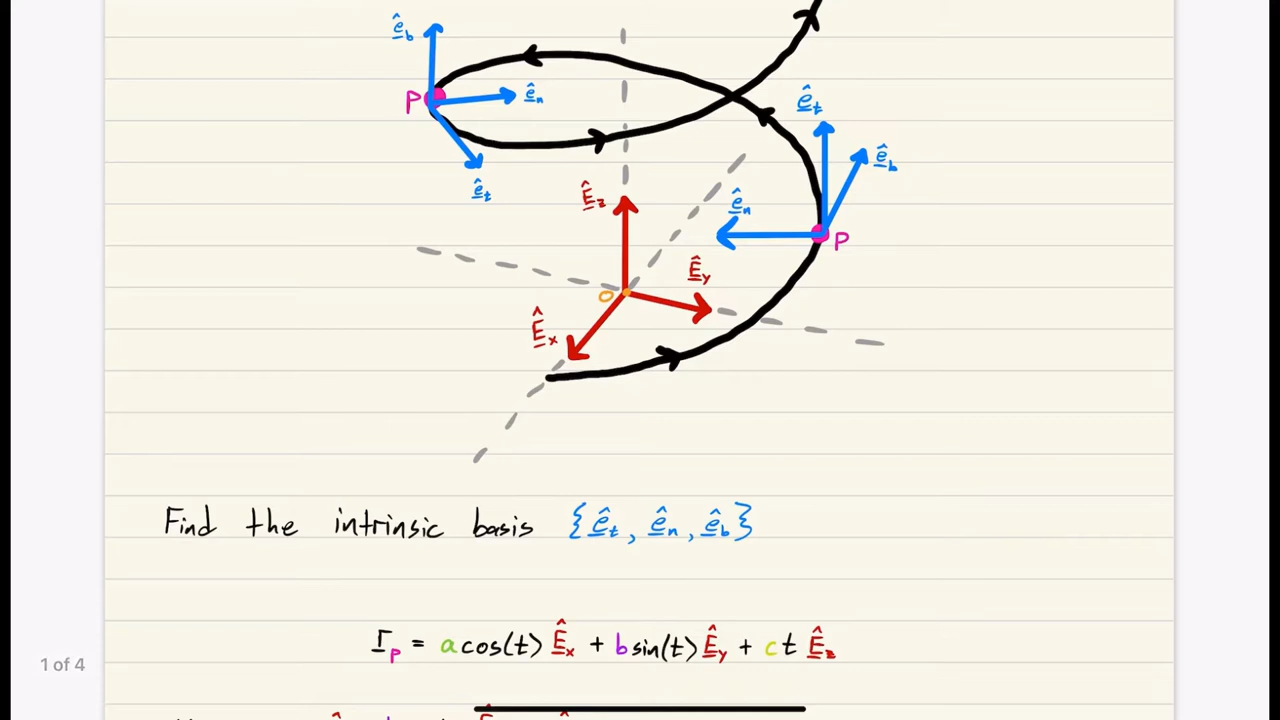 ê_b
P
ê_n
ê_t
ê_t
ê_b
ê_n
P
Ê_z
Ê_y
O
Ê_x
Find the intrinsic basis {ê_t, ê_n, ê_b}
r_P = a cos(t) Ê_x + b sin(t) Ê_y + c t Ê_z
1 of 4